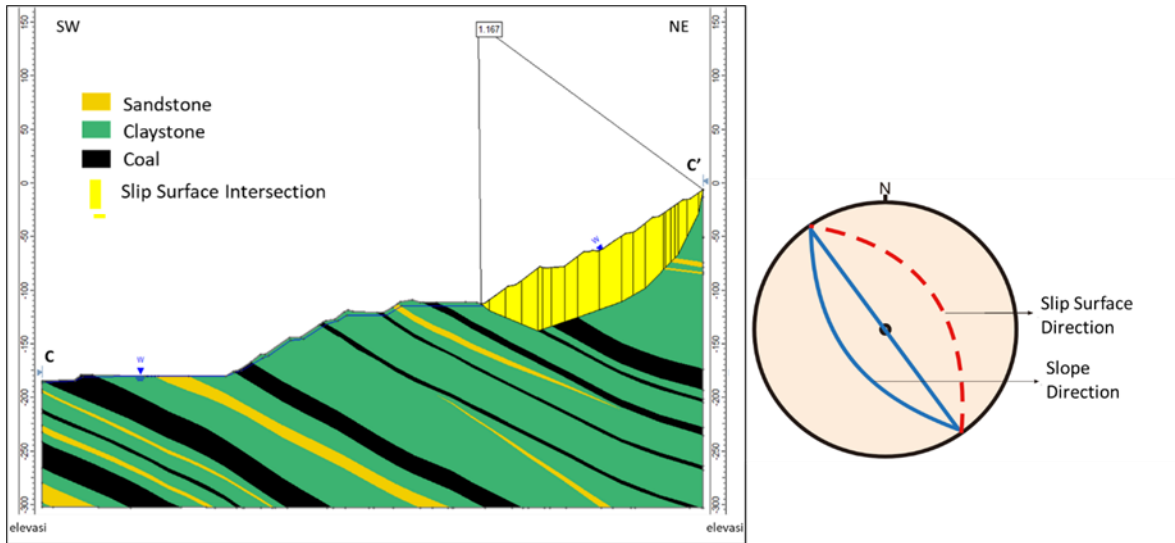 SW
NE
1.167
Sandstone
Claystone
Coal
Slip Surface Intersection
C'
C
W
W
150
100
50
0
-50
-100
-150
-200
-250
-300
elevasi
150
100
50
0
-50
-100
-150
-200
-250
-300
elevasi
N
Slip Surface
Direction
Slope
Direction